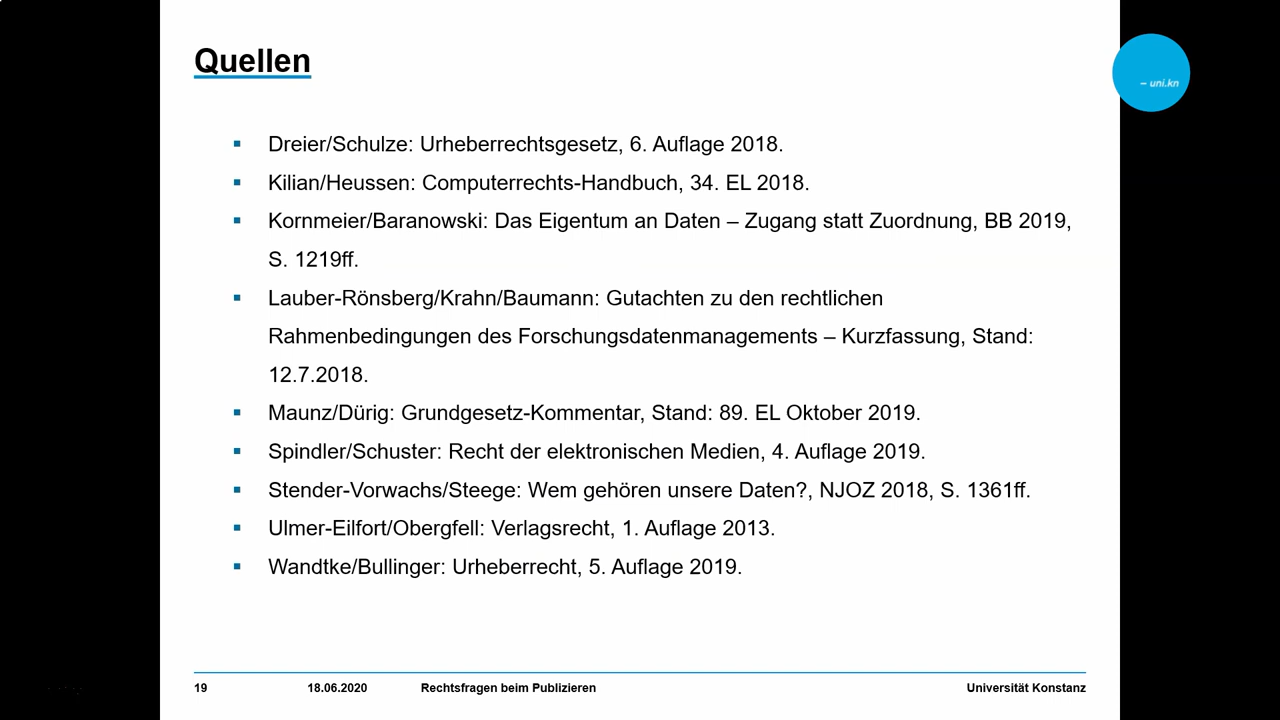 Quellen
– uni.kn
▪ Dreier/Schulze: Urheberrechtsgesetz, 6. Auflage 2018.
▪ Kilian/Heussen: Computerrechts-Handbuch, 34. EL 2018.
▪ Kornmeier/Baranowski: Das Eigentum an Daten – Zugang statt Zuordnung, BB 2019,
S. 1219ff.
▪ Lauber-Rönsberg/Krahn/Baumann: Gutachten zu den rechtlichen
Rahmenbedingungen des Forschungsdatenmanagements – Kurzfassung, Stand:
12.7.2018.
▪ Maunz/Dürig: Grundgesetz-Kommentar, Stand: 89. EL Oktober 2019.
▪ Spindler/Schuster: Recht der elektronischen Medien, 4. Auflage 2019.
▪ Stender-Vorwachs/Steege: Wem gehören unsere Daten?, NJOZ 2018, S. 1361ff.
▪ Ulmer-Eilfort/Obergfell: Verlagsrecht, 1. Auflage 2013.
▪ Wandtke/Bullinger: Urheberrecht, 5. Auflage 2019.
19 18.06.2020 Rechtsfragen beim Publizieren Universität Konstanz